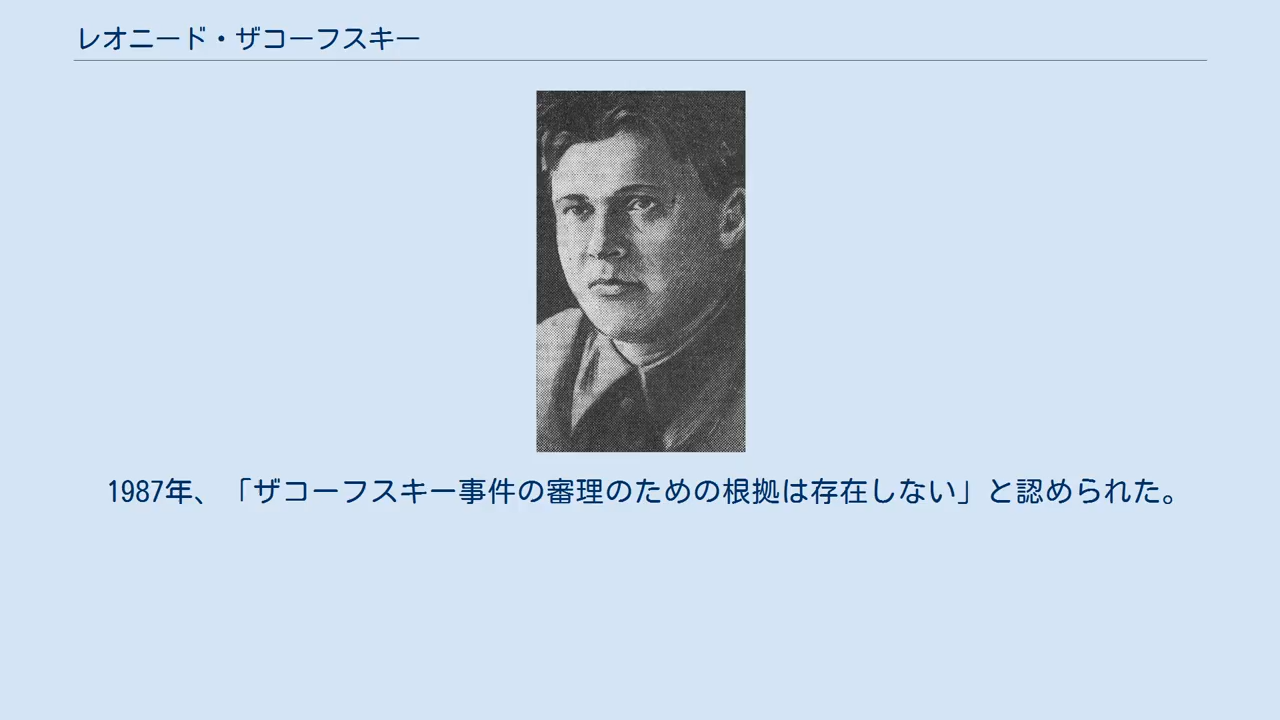 レオニード・ザコーフスキー
1987年、「ザコーフスキー事件の審理のための根拠は存在しない」と認められた。